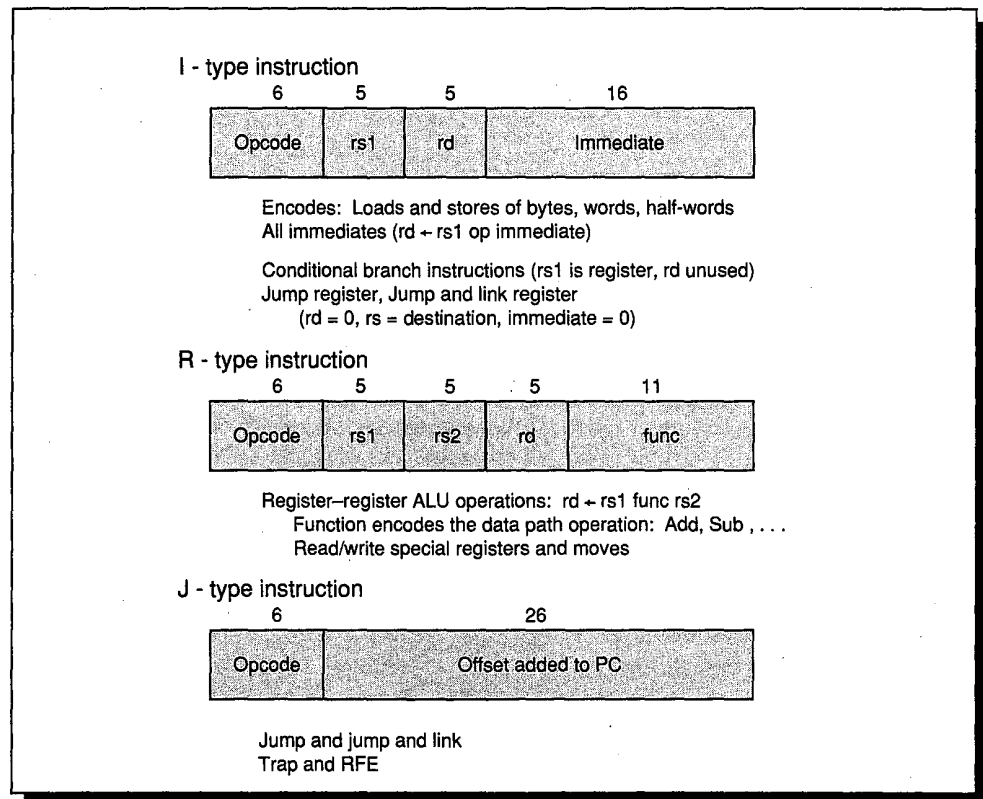 I - type instruction
6 5 5 16
Opcode rs1 rd Immediate
Encodes: Loads and stores of bytes, words, half-words
All immediates (rd ← rs1 op immediate)
Conditional branch instructions (rs1 is register, rd unused)
Jump register, Jump and link register
(rd = 0, rs = destination, immediate = 0)
R - type instruction
6 5 5 5 11
Opcode rs1 rs2 rd func
Register–register ALU operations: rd ← rs1 func rs2
Function encodes the data path operation: Add, Sub , . . .
Read/write special registers and moves
J - type instruction
6 26
Opcode Offset added to PC
Jump and jump and link
Trap and RFE